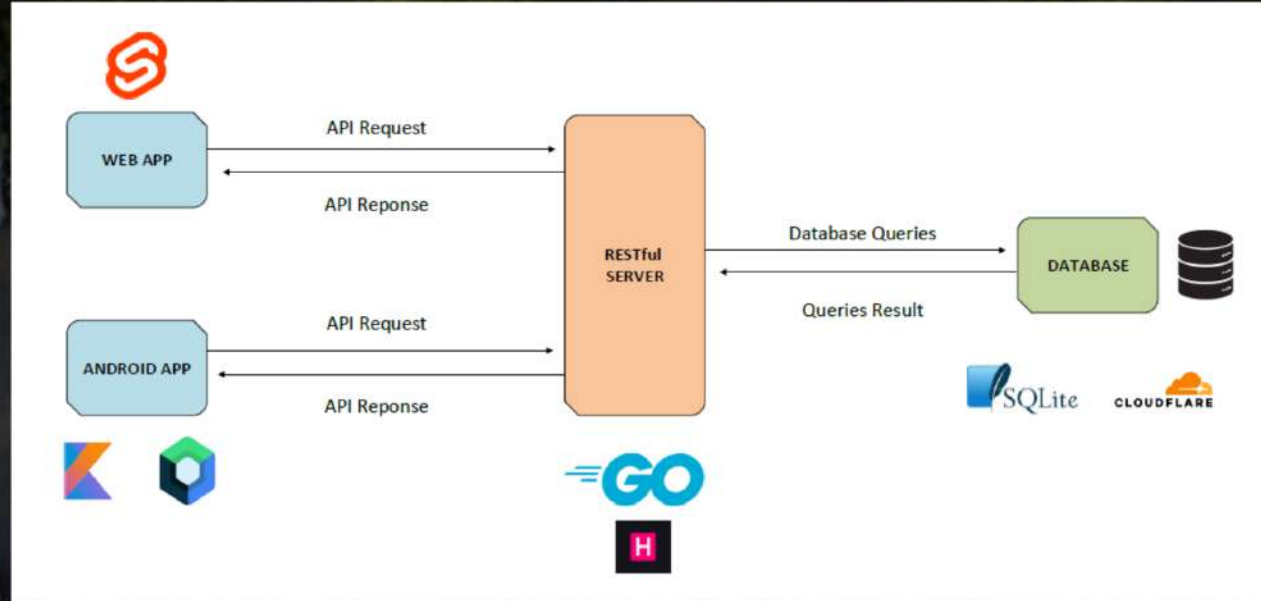 WEB APP
API Request
API Reponse
RESTful
SERVER
Database Queries
Queries Result
DATABASE
ANDROID APP
API Request
API Reponse
SQLite
CLOUDFLARE
GO
H